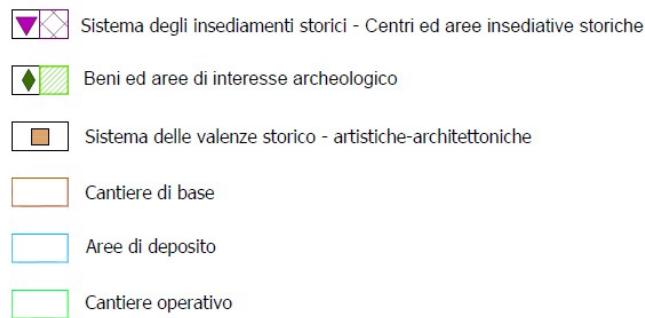 Sistema degli insediamenti storici - Centri ed aree insediative storiche
Beni ed aree di interesse archeologico
Sistema delle valenze storico - artistiche-architettoniche
Cantiere di base
Aree di deposito
Cantiere operativo